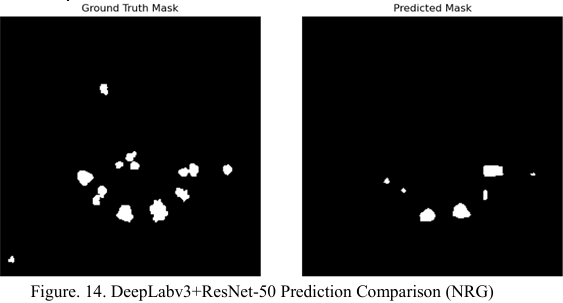 Ground Truth Mask
Predicted Mask
Figure. 14. DeepLabv3+ResNet-50 Prediction Comparison (NRG)